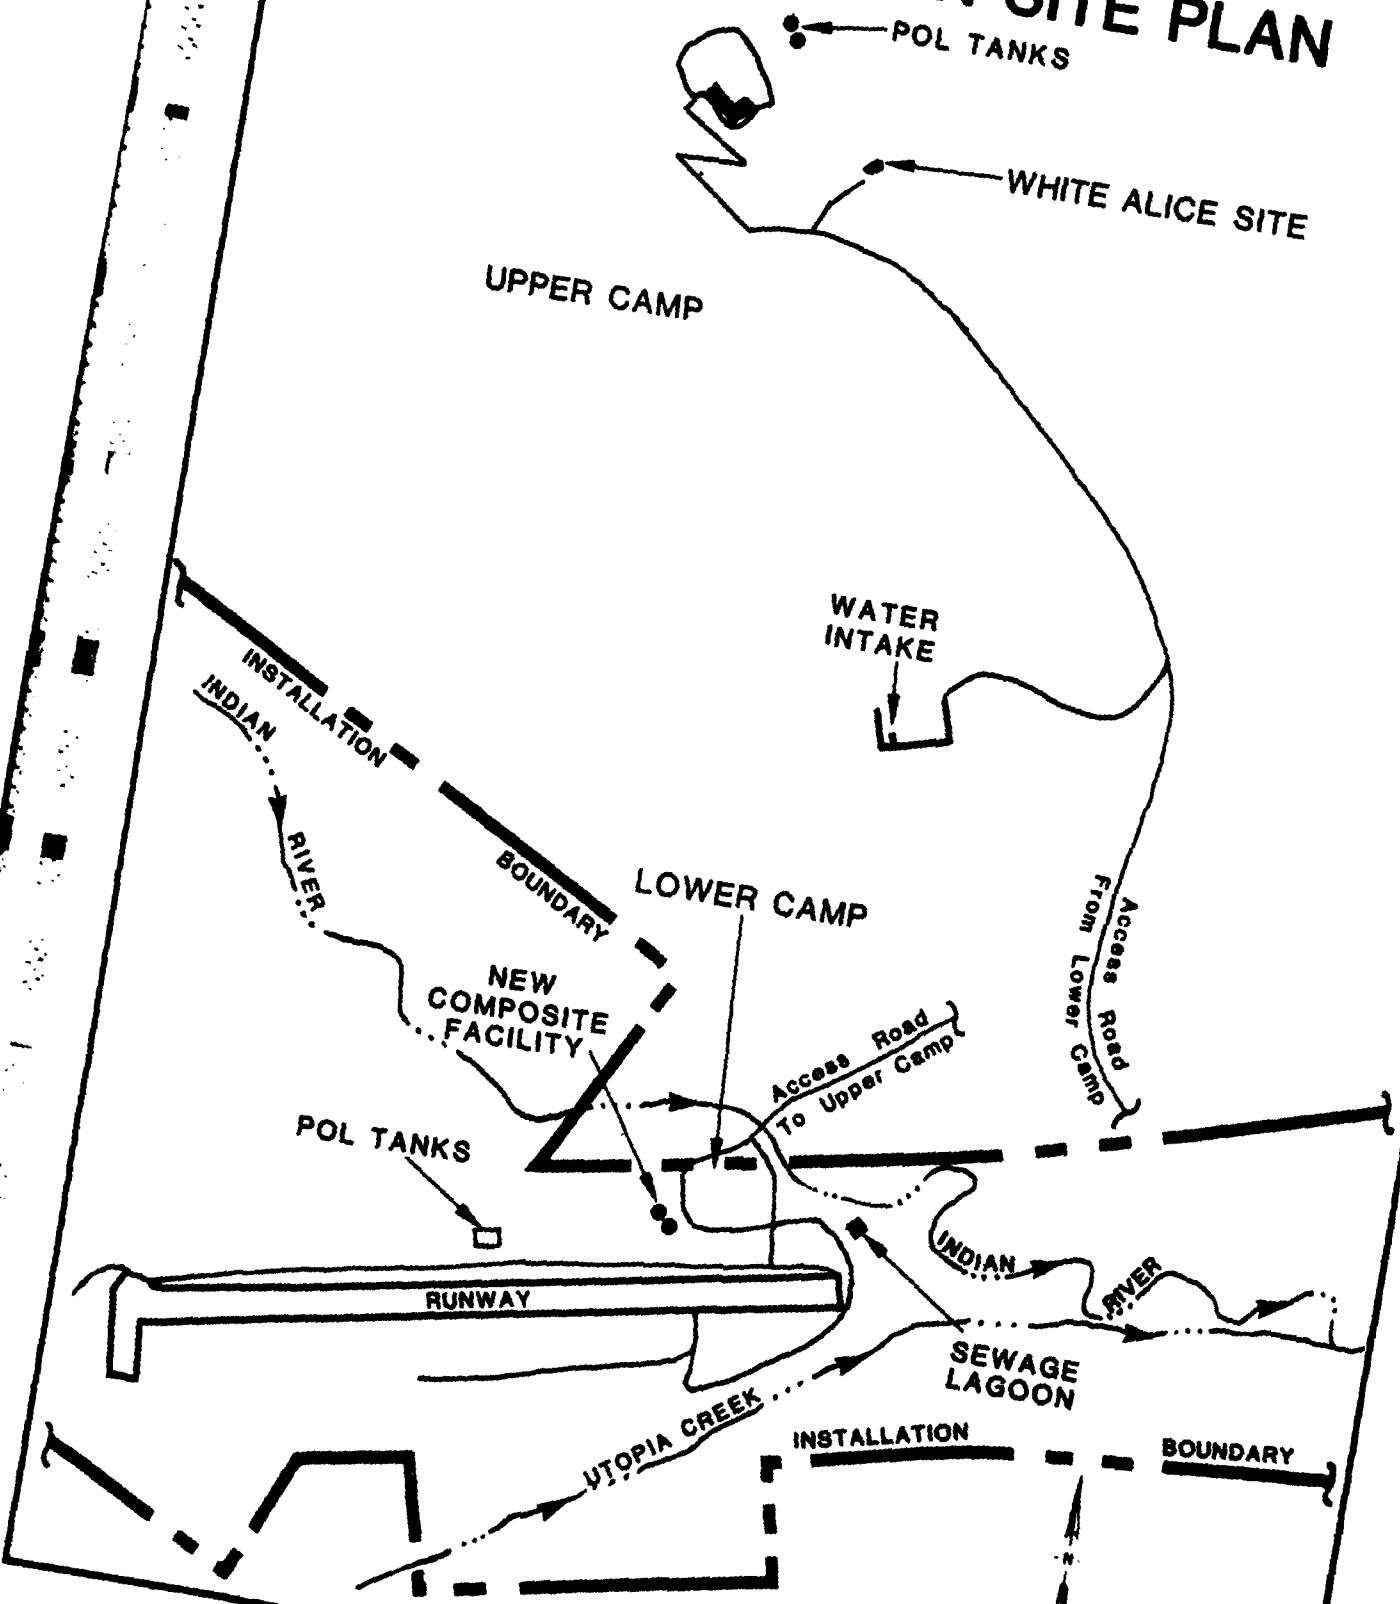 SITE PLAN
POL TANKS
WHITE ALICE SITE
UPPER CAMP
WATER
INTAKE
INSTALLATION
BOUNDARY
INDIAN
RIVER
LOWER CAMP
NEW
COMPOSITE
FACILITY
Access Road
From Lower Camp
Access Road
To Upper Camp
POL TANKS
RUNWAY
INDIAN
RIVER
SEWAGE
LAGOON
UTOPIA CREEK
INSTALLATION BOUNDARY
N